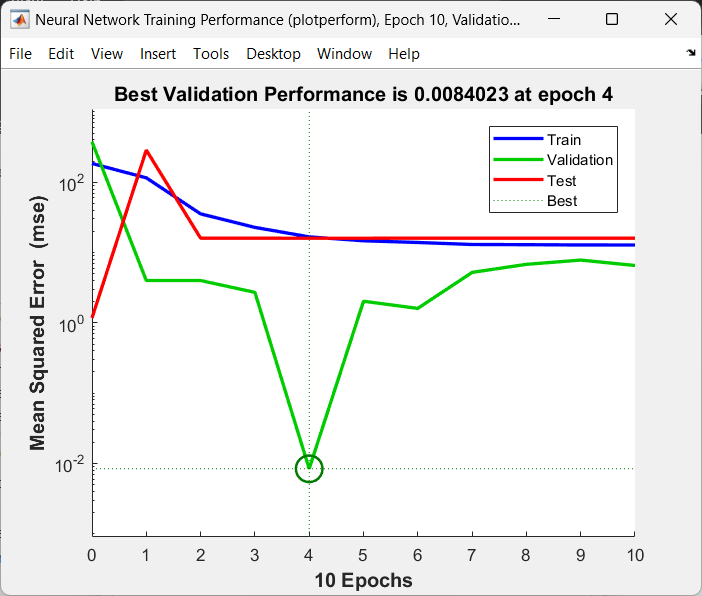 Neural Network Training Performance (plotperform), Epoch 10, Validatio...
File Edit View Insert Tools Desktop Window Help
Best Validation Performance is 0.0084023 at epoch 4
Train
Validation
Test
Best
10^2
10^0
10^-2
Mean Squared Error (mse)
0 1 2 3 4 5 6 7 8 9 10
10 Epochs